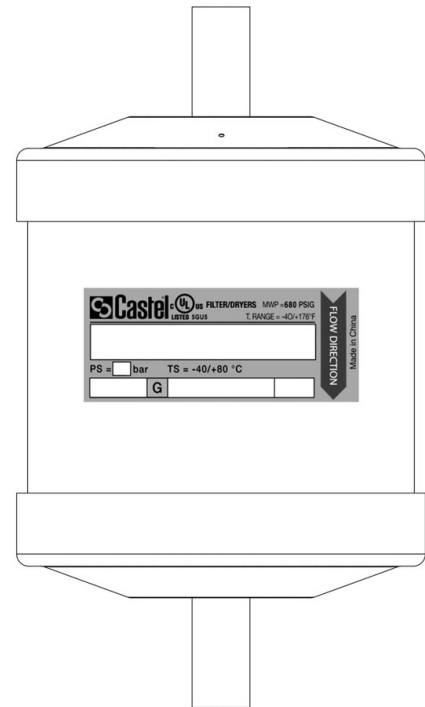 Castel c UL us FILTER/DRYERS MWP =680 PSIG
LISTED 5GU5 T. RANGE = -40/+176°F
PS = bar TS = -40/+80 °C
G
FLOW DIRECTION
Made in China